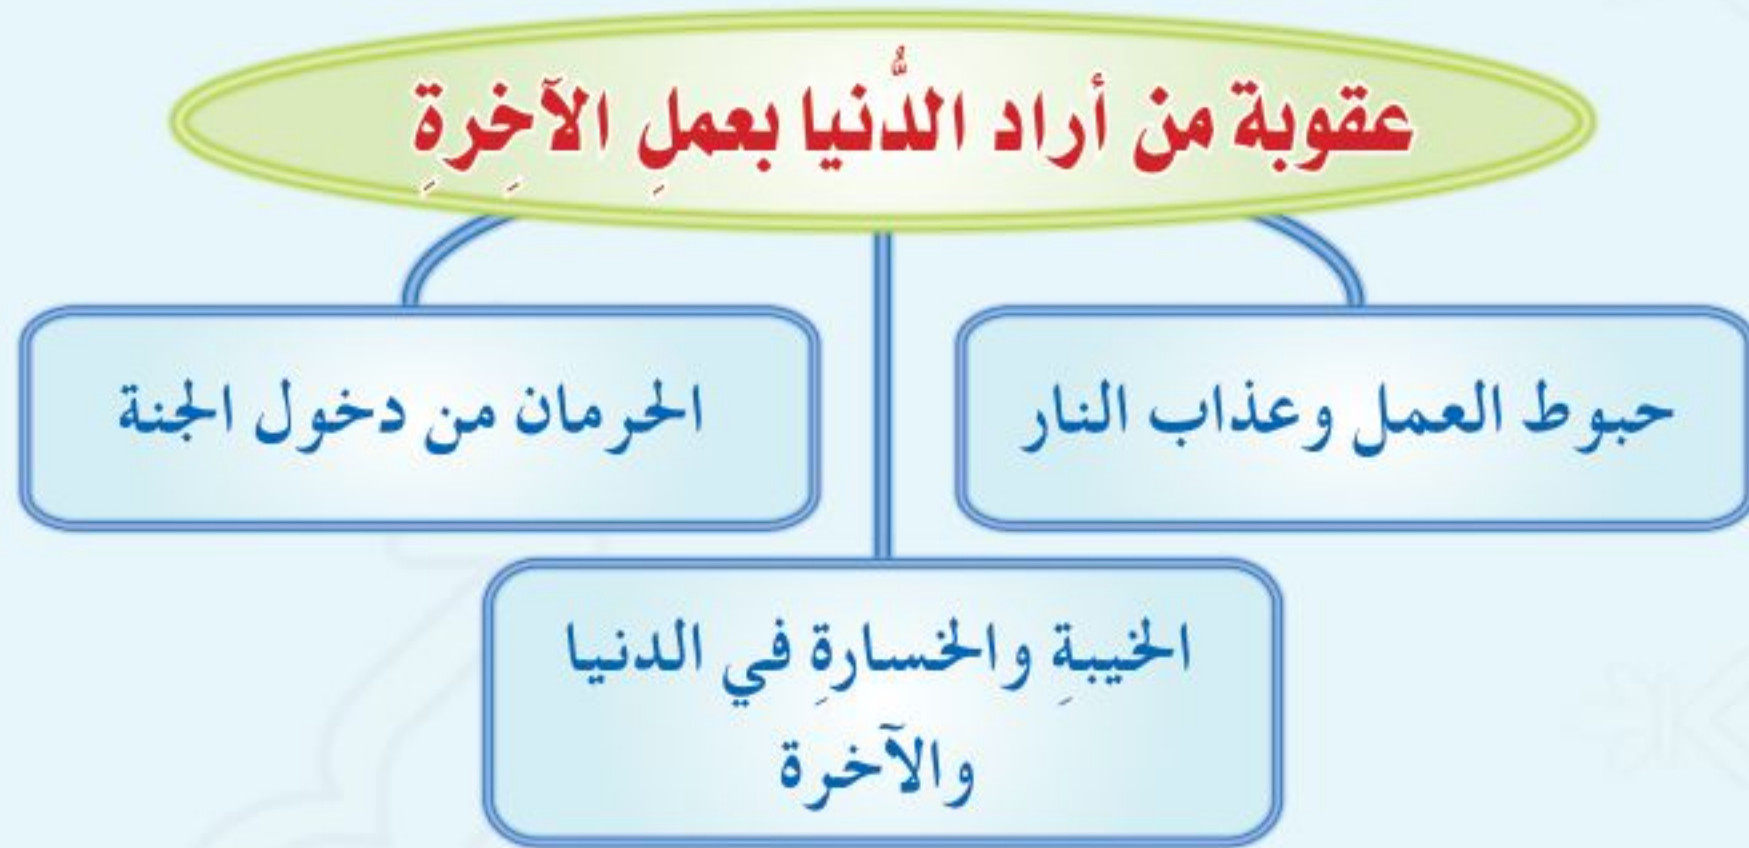 عقوبة من أراد الدُّنيا بعملِ الآخِرةِ
حبوط العمل وعذاب النار
الحرمان من دخول الجنة
الخيبةِ والخسارةِ في الدنيا
والآخرة